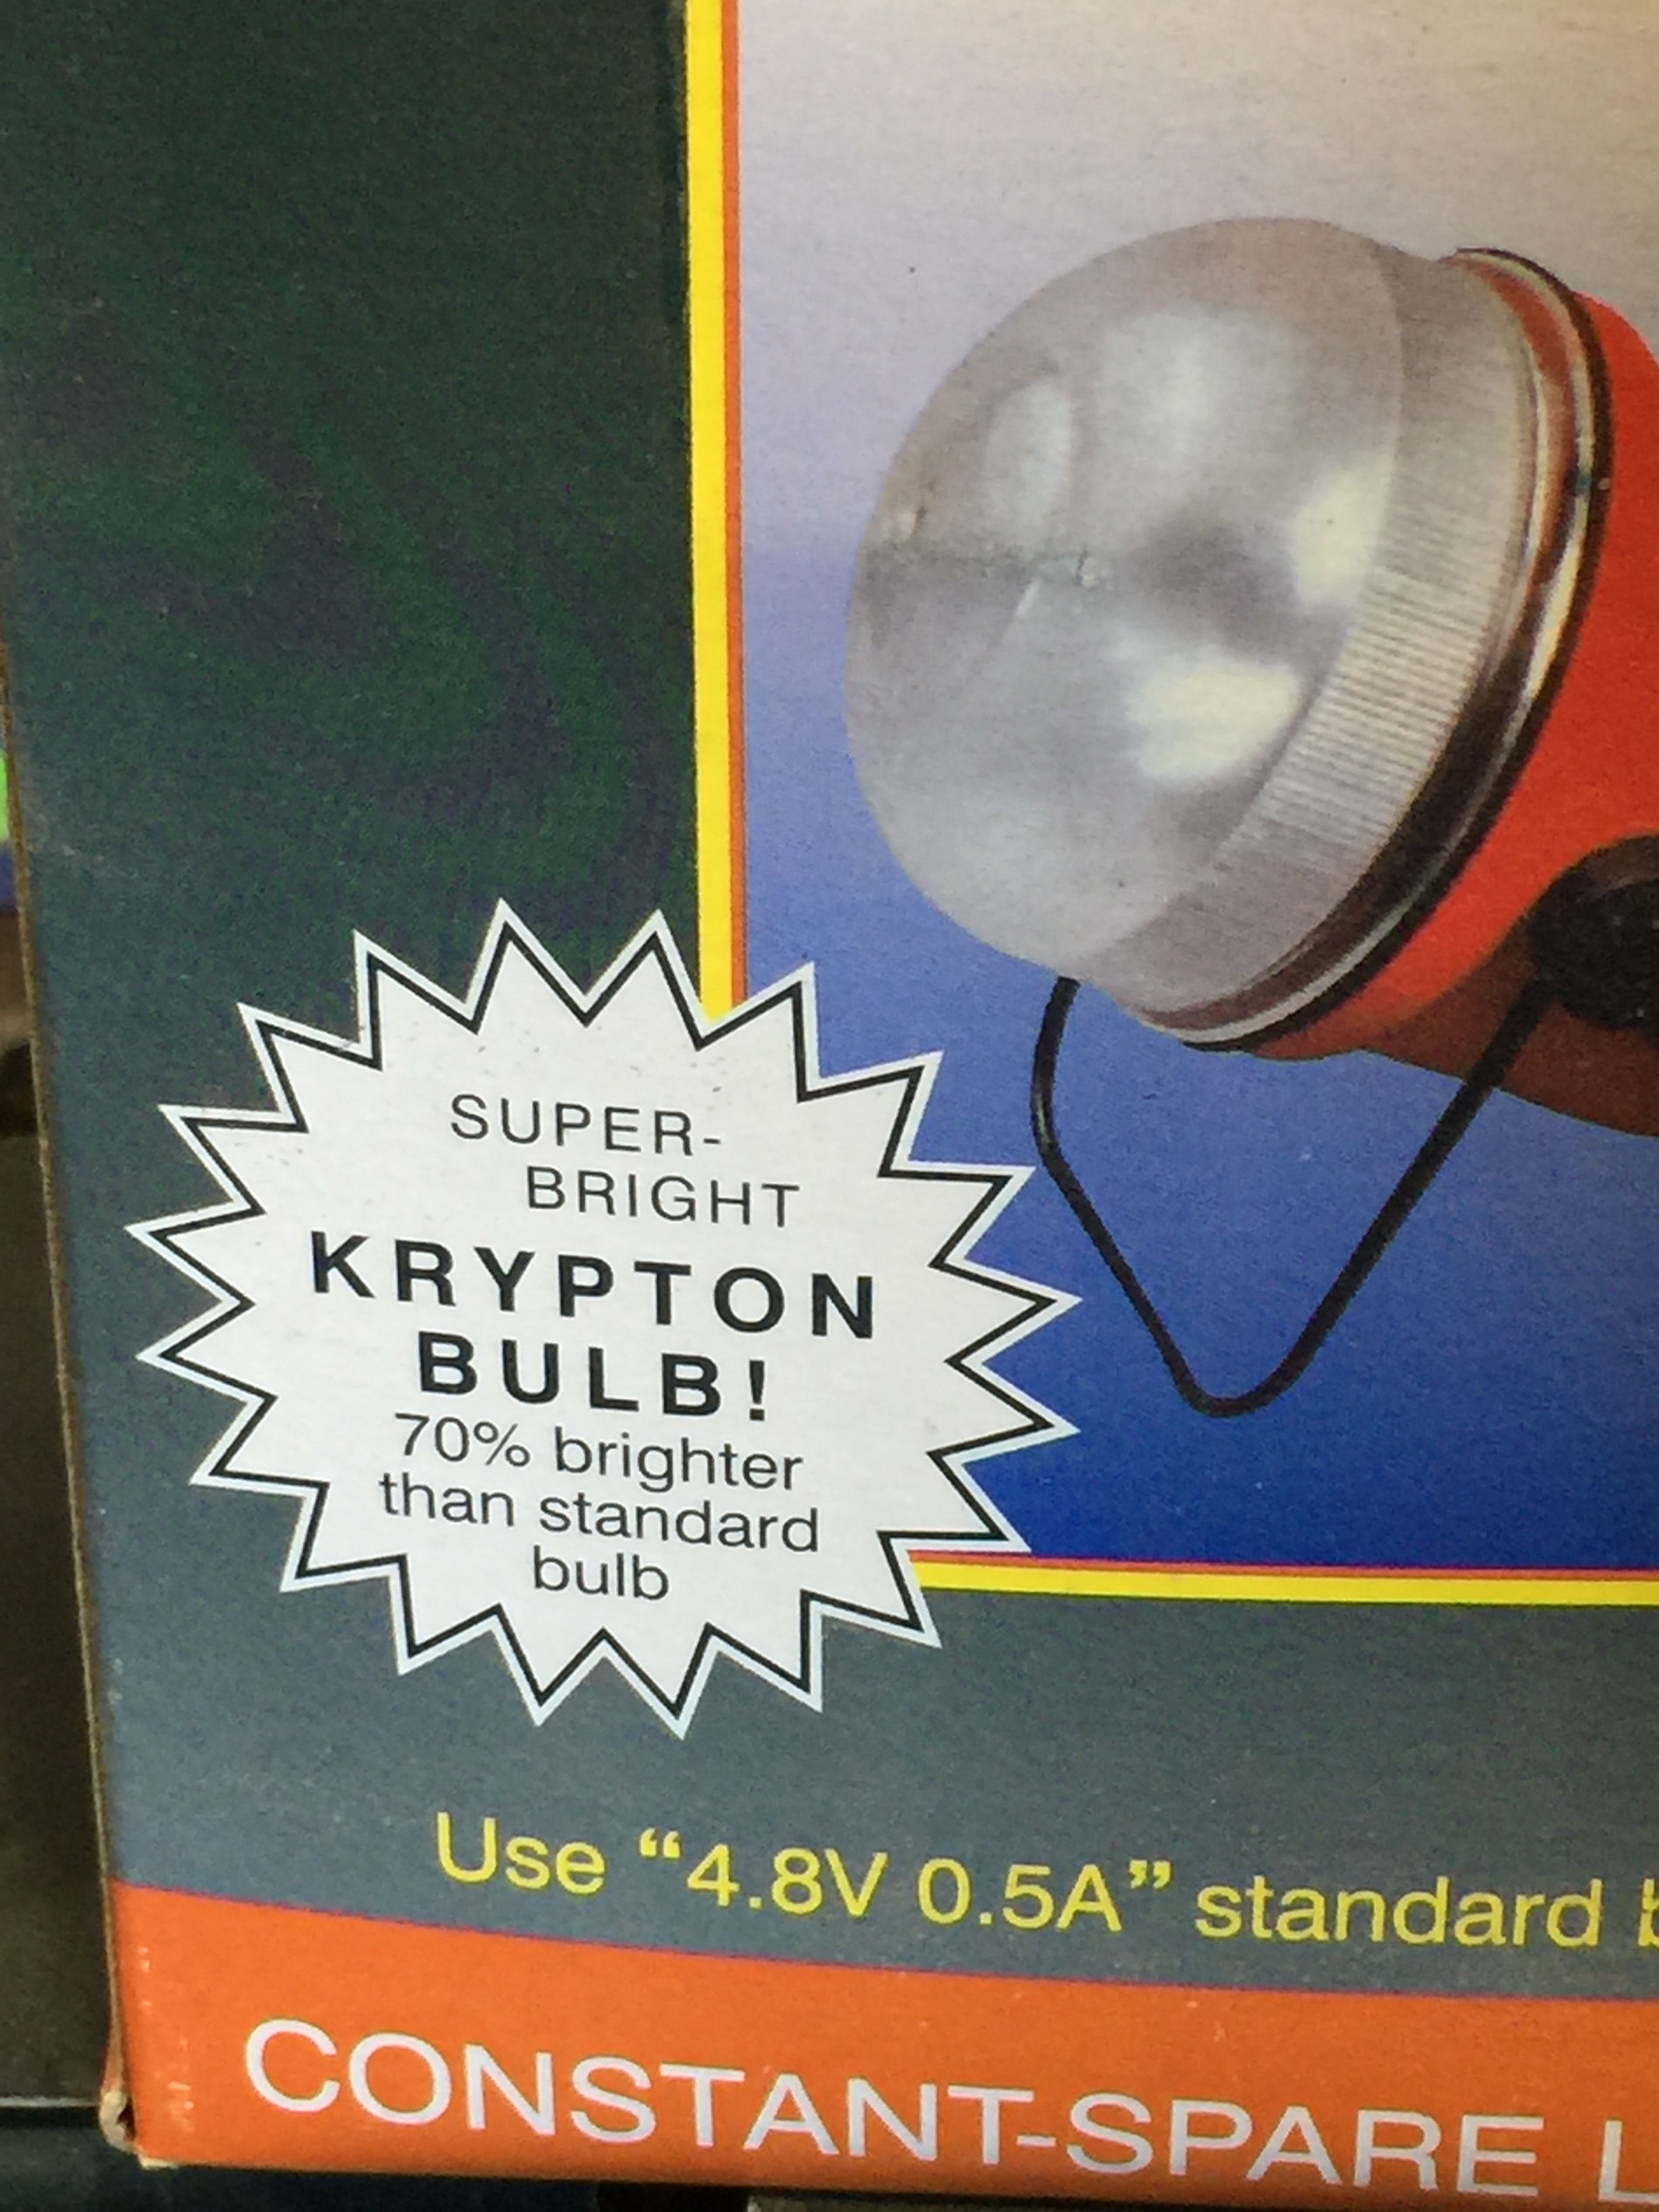 SUPER-
BRIGHT
KRYPTON
BULB!
70% brighter
than standard
bulb
Use “4.8V 0.5A” standard
CONSTANT-SPARE